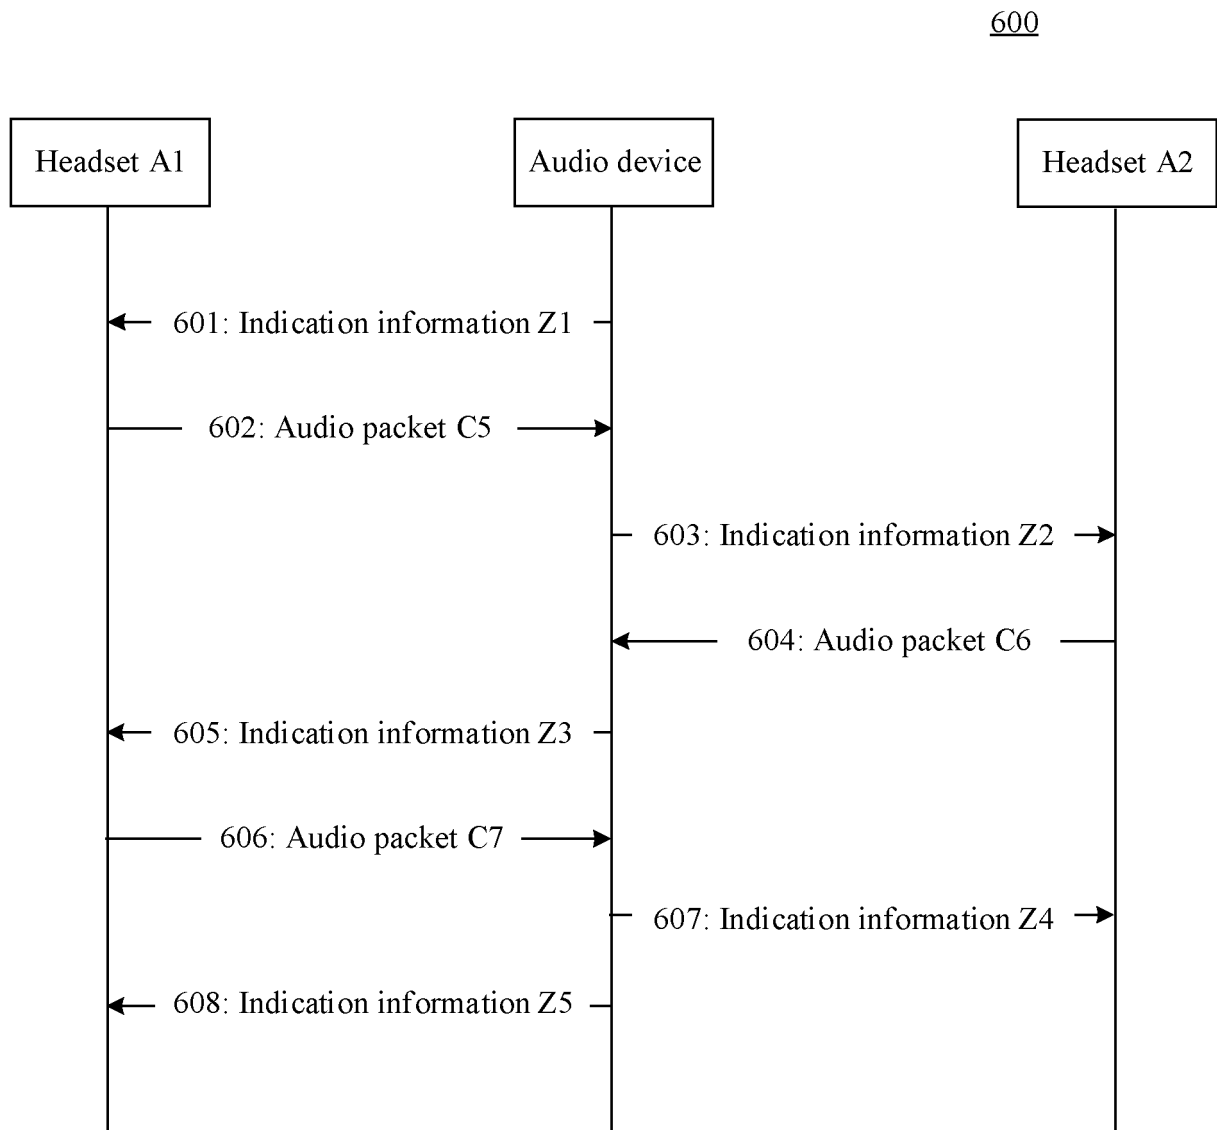 600
Headset A1
Audio device
Headset A2
601: Indication information Z1
602: Audio packet C5
603: Indication information Z2
604: Audio packet C6
605: Indication information Z3
606: Audio packet C7
607: Indication information Z4
608: Indication information Z5